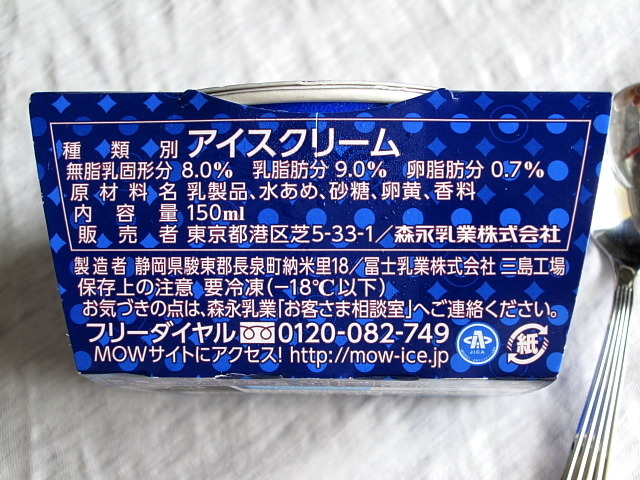 種類別 アイスクリーム
無脂乳固形分 8.0% 乳脂肪分 9.0% 卵脂肪分 0.7%
原材料名 乳製品、水あめ、砂糖、卵黄、香料
内容量 150ml
販売者 東京都港区芝5-33-1/森永乳業株式会社
製造者 静岡県駿東郡長泉町納米里18/冨士乳業株式会社 三島工場
保存上の注意 要冷凍(−18℃以下)
お気づきの点は、森永乳業「お客さま相談室」へご連絡ください。
フリーダイヤル 0120-082-749
MOWサイトにアクセス! http://mow-ice.jp
J.I.C.A.
紙